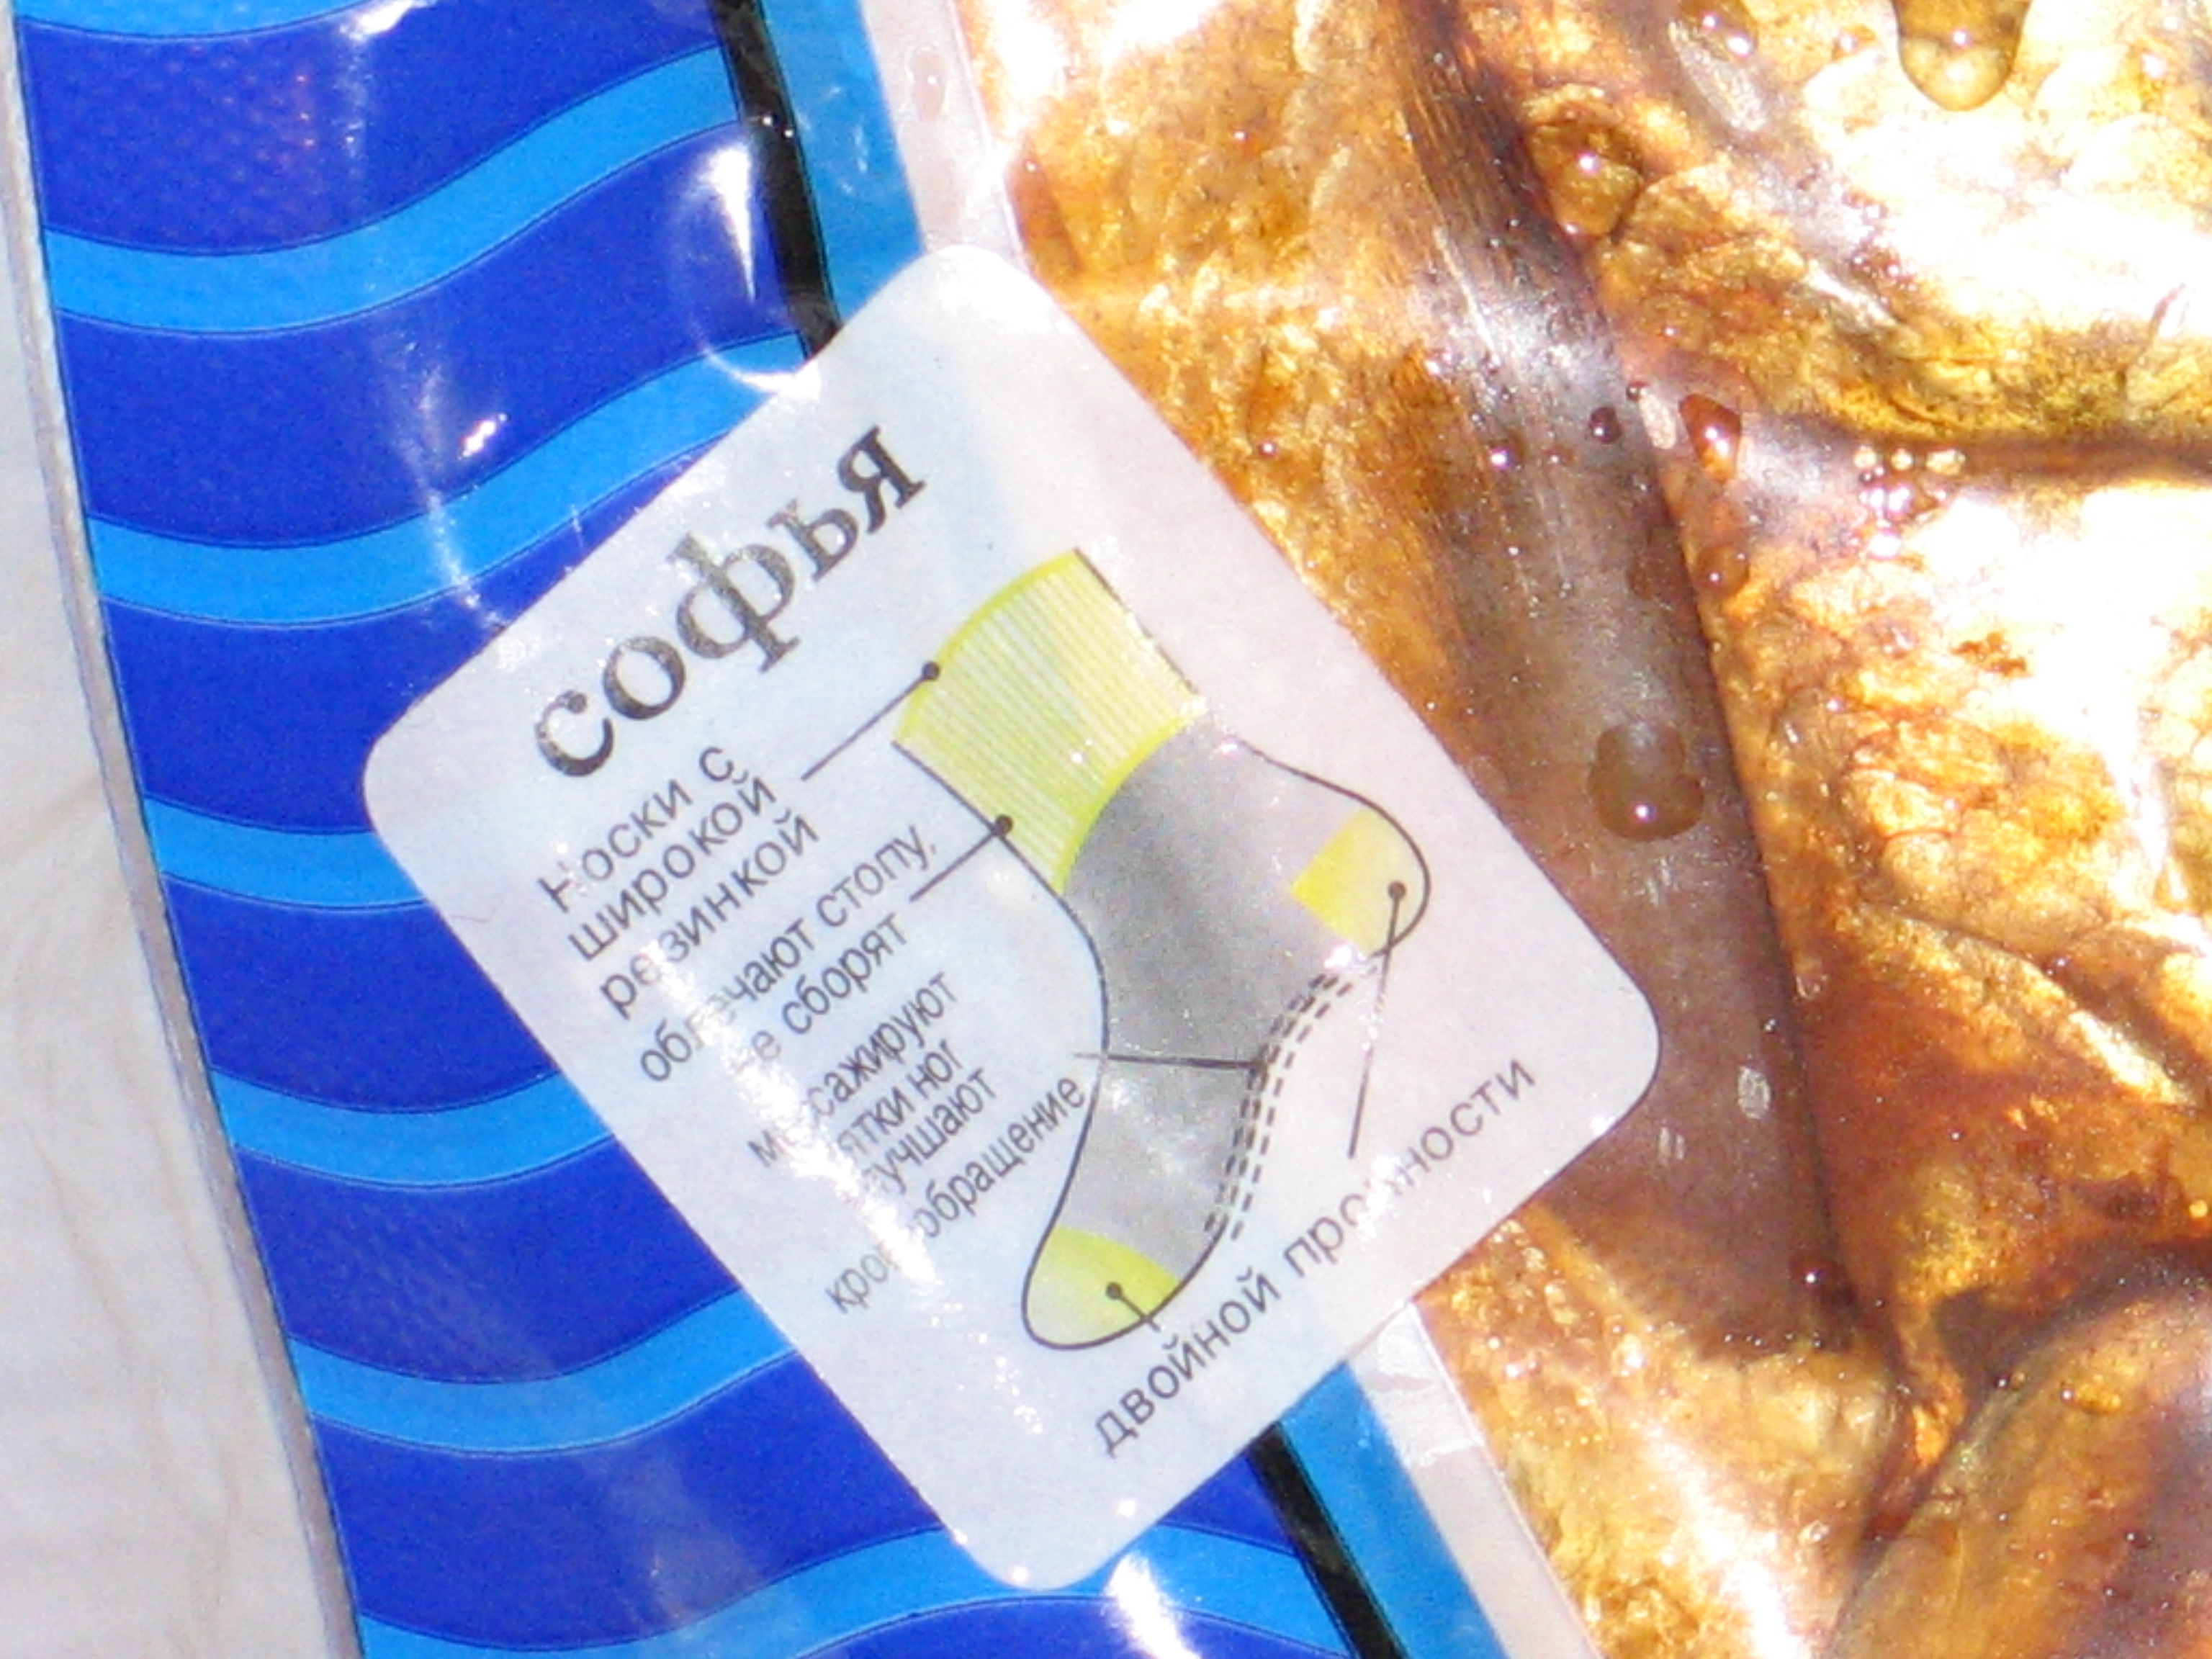 софья
Носки с
широкой
резинкой
облегчают стопу,
не сборят
массажируют
пятки ног
улучшают
кровообращение
двойной прочности